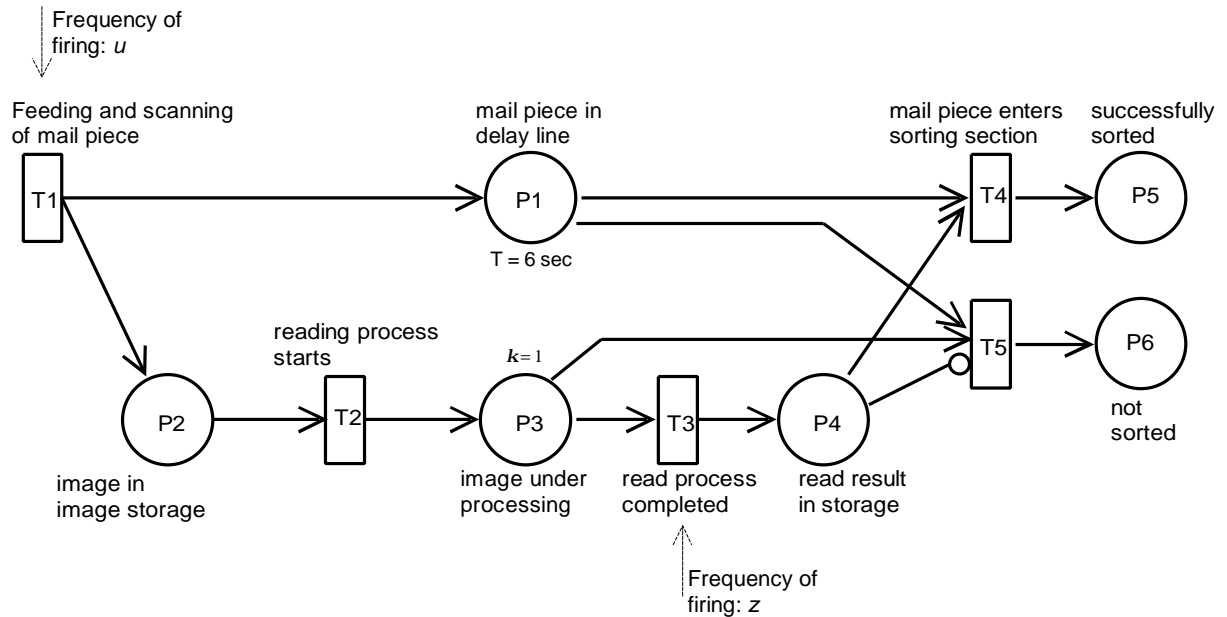 Frequency of
firing: u
Feeding and scanning
of mail piece
mail piece in
delay line
mail piece enters
sorting section
successfully
sorted
T1
P1
T4
P5
T = 6 sec
reading process
starts
k = 1
T5
P6
P2
T2
P3
T3
P4
not
sorted
image in
image storage
image under
processing
read process
completed
read result
in storage
Frequency of
firing: z